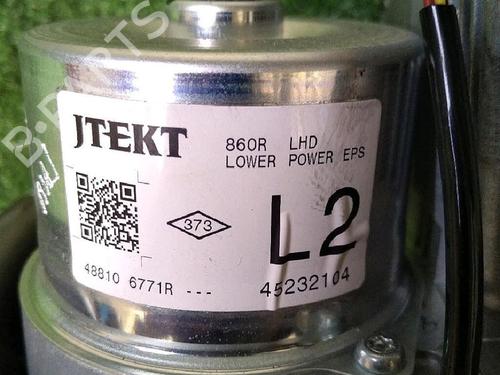 JTEKT
860R LHD
LOWER POWER EPS
373
L2
48810 6771R ---
45232104
B-PARTS